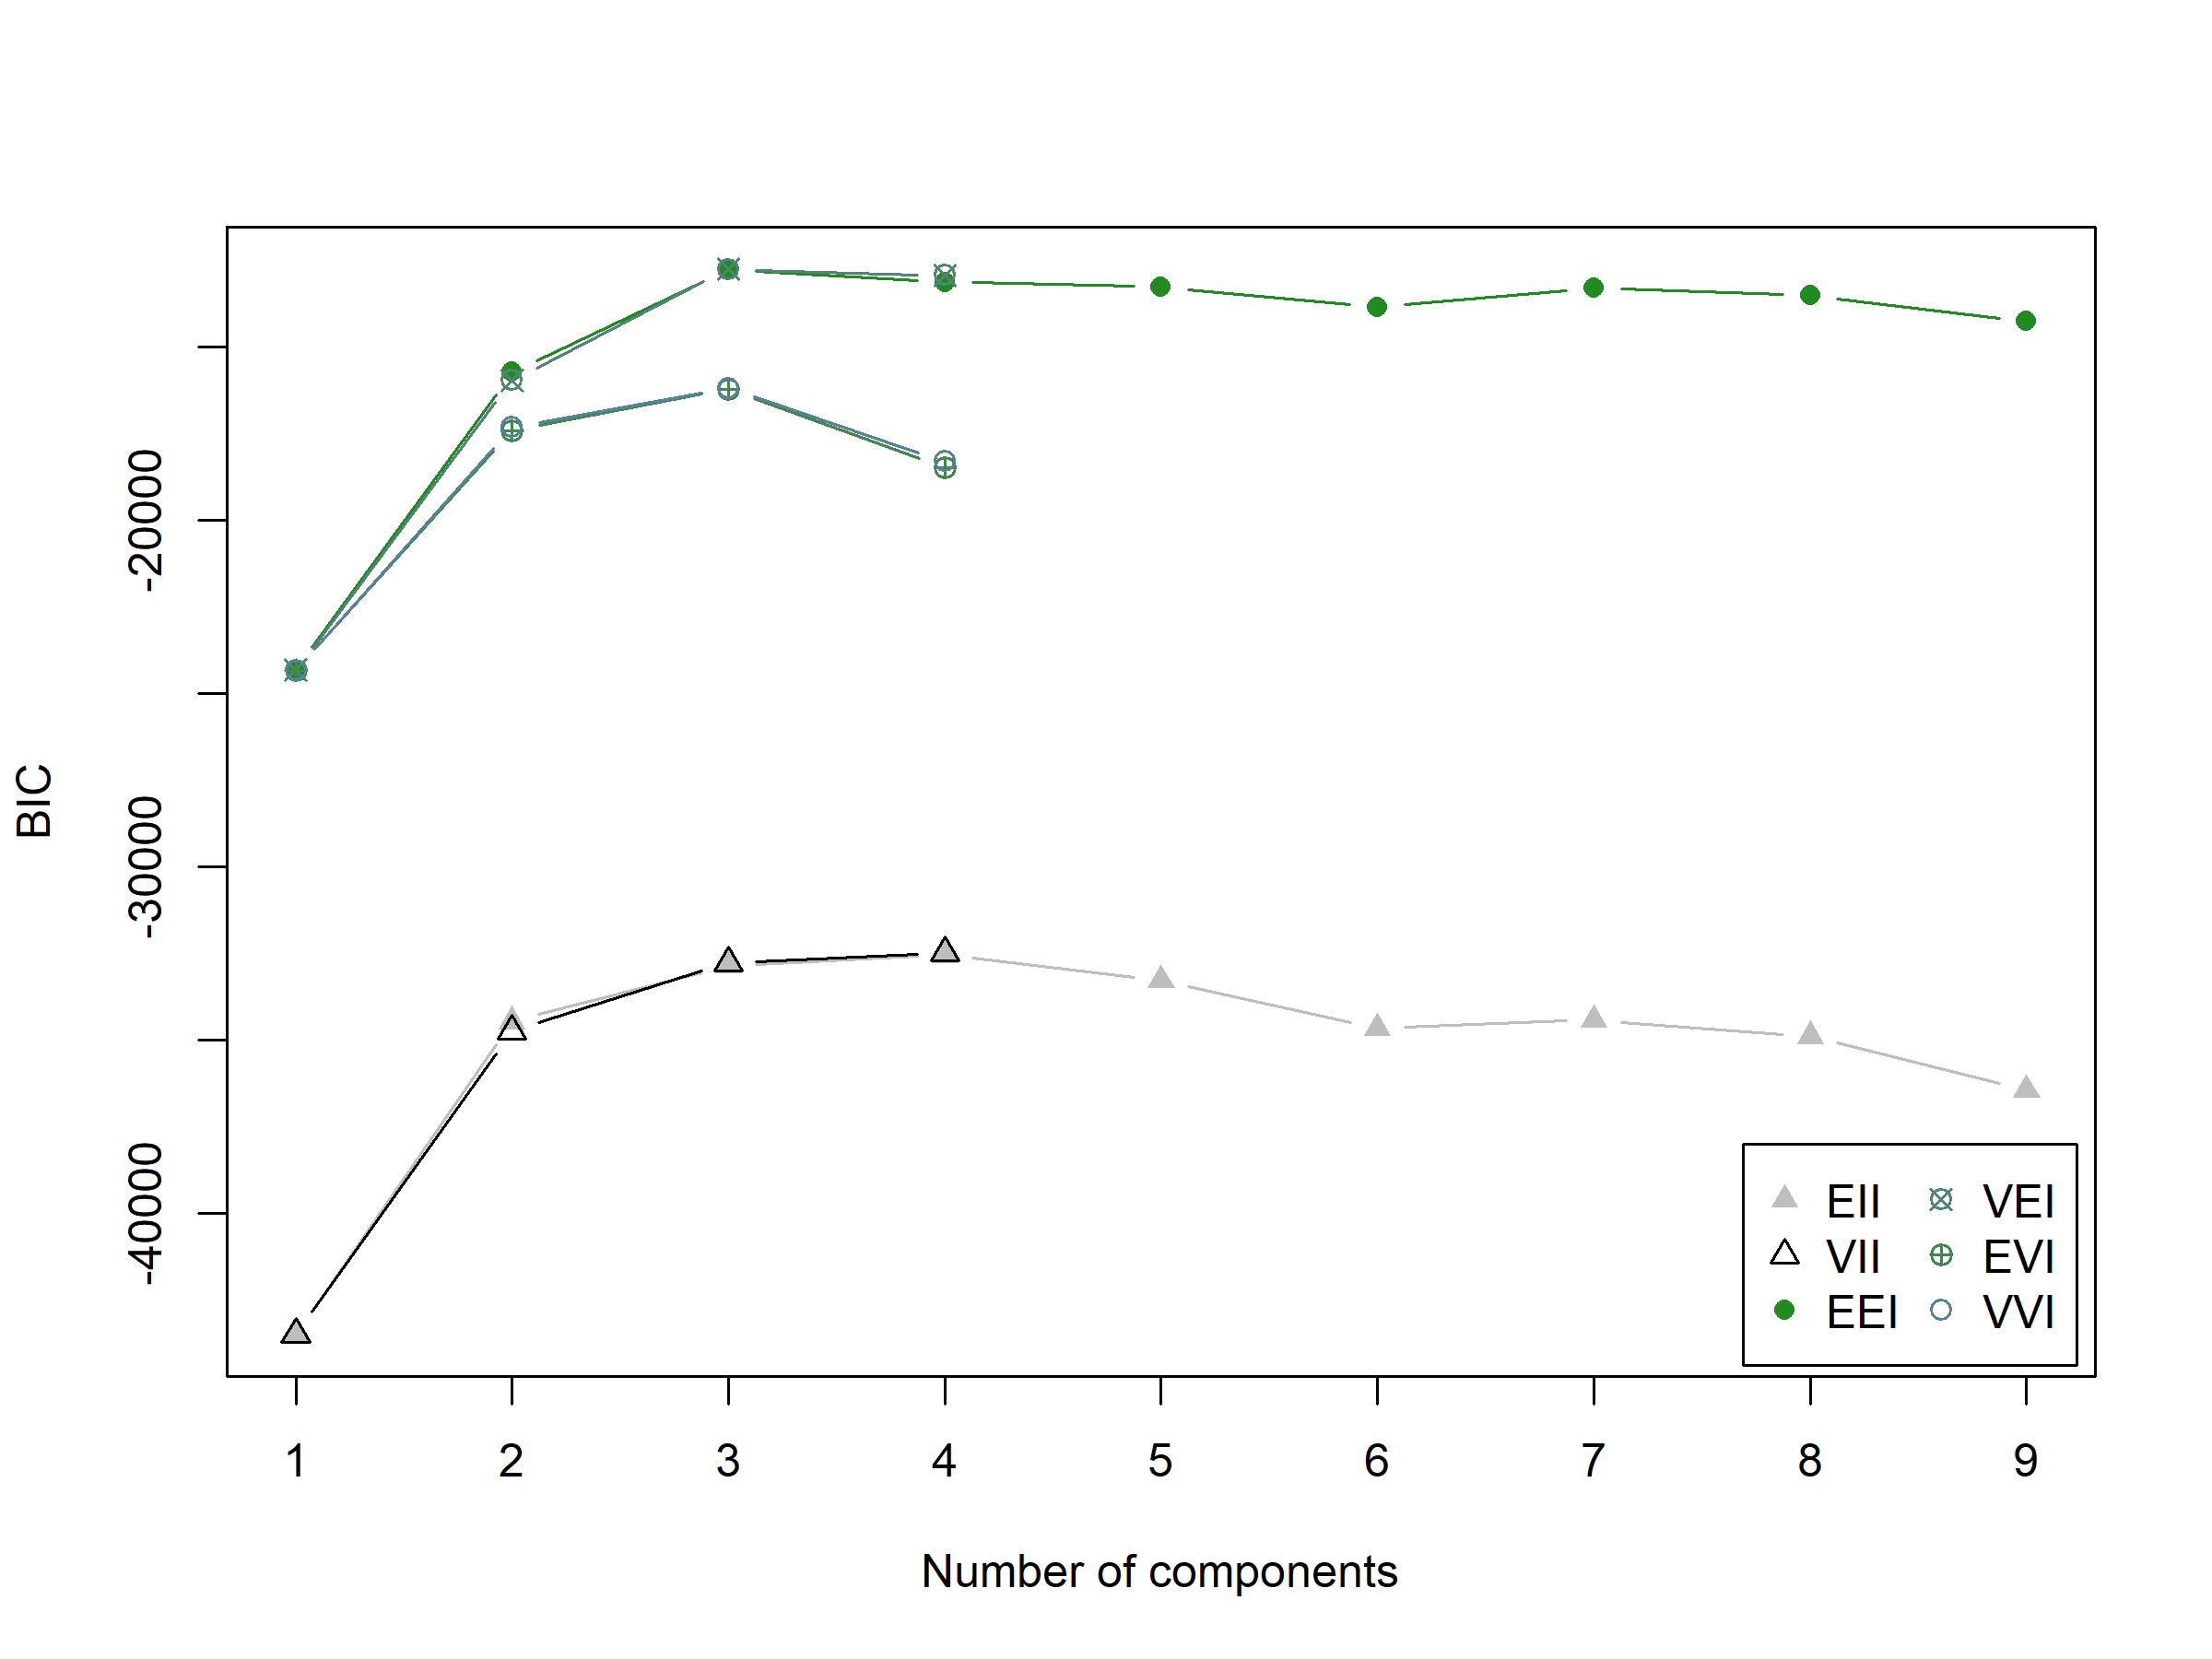 BIC
-20000
-30000
-40000
1 2 3 4 5 6 7 8 9
Number of components
EII VEI
VII EVI
EEI VVI